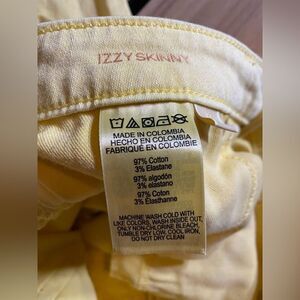 IZZY SKINNY
MADE IN COLOMBIA
HECHO EN COLOMBIA
FABRIQUÉ EN COLOMBIE
97% Cotton
3% Elastane
97% algodón
3% elastano
97% Coton
3% Élasthanne
MACHINE WASH COLD WITH
LIKE COLORS, WASH INSIDE OUT,
ONLY NON-CHLORINE BLEACH,
TUMBLE DRY LOW, COOL IRON,
DO NOT DRY CLEAN